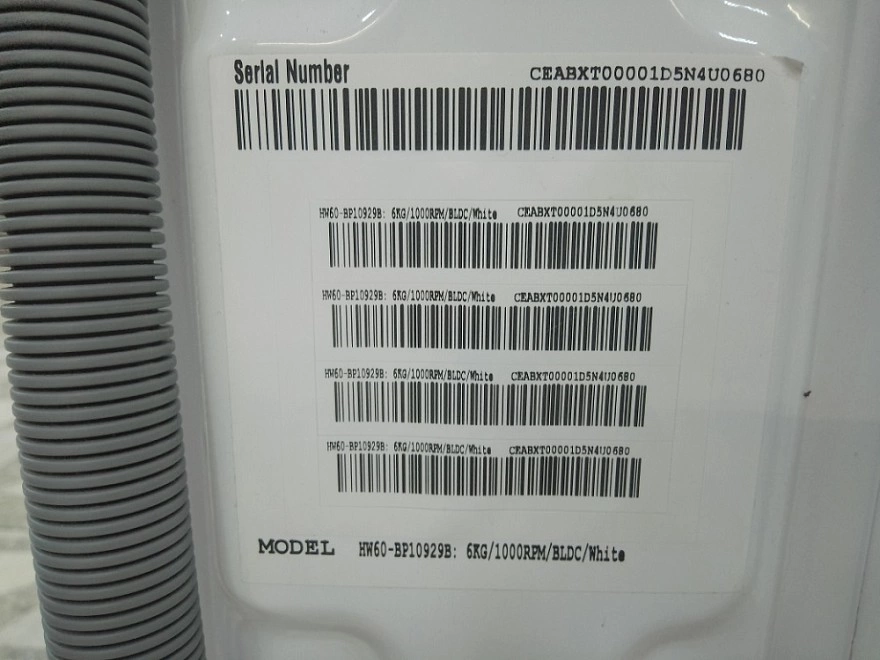 Serial Number CEABXT00001D5N4U0680
HW60-BP10929B: 6KG/1000RPM/BLDC/White CEABXT00001D5N4U0680
HW60-BP10929B: 6KG/1000RPM/BLDC/White CEABXT00001D5N4U0680
HW60-BP10929B: 6KG/1000RPM/BLDC/White CEABXT00001D5N4U0680
HW60-BP10929B: 6KG/1000RPM/BLDC/White CEABXT00001D5N4U0680
MODEL HW60-BP10929B: 6KG/1000RPM/BLDC/White